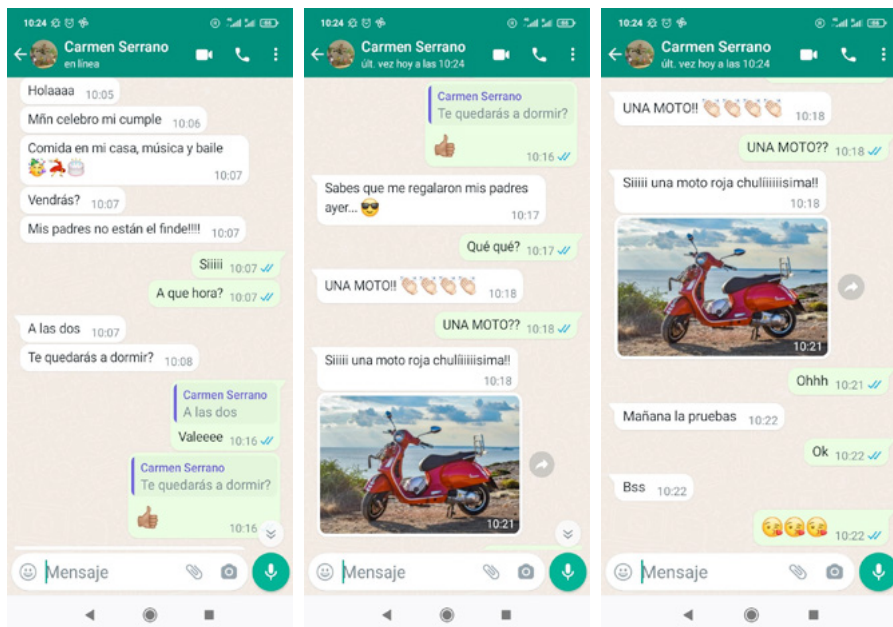 10:24
Carmen Serrano
en línea
Holaaaa 10:05
Mñn celebro mi cumple 10:06
Comida en mi casa, música y baile
10:07
Vendrás? 10:07
Mis padres no están el finde!!!! 10:07
Siiiii 10:07
A que hora? 10:07
A las dos 10:07
Te quedarás a dormir? 10:08
Carmen Serrano
A las dos
Valeeee 10:16
Carmen Serrano
Te quedarás a dormir?
10:16
Mensaje
10:24
Carmen Serrano
últ. vez hoy a las 10:24
Carmen Serrano
Te quedarás a dormir?
10:16
Sabes que me regalaron mis padres
ayer... 10:17
Qué qué? 10:17
UNA MOTO!! 10:18
UNA MOTO?? 10:18
Siiiii una moto roja chulíiiiiisima!!
10:18
10:21
Mensaje
10:24
Carmen Serrano
últ. vez hoy a las 10:24
UNA MOTO!! 10:18
UNA MOTO?? 10:18
Siiiii una moto roja chulíiiiiisima!!
10:18
10:21
Ohhh 10:21
Mañana la pruebas 10:22
Ok 10:22
Bss 10:22
10:22
Mensaje